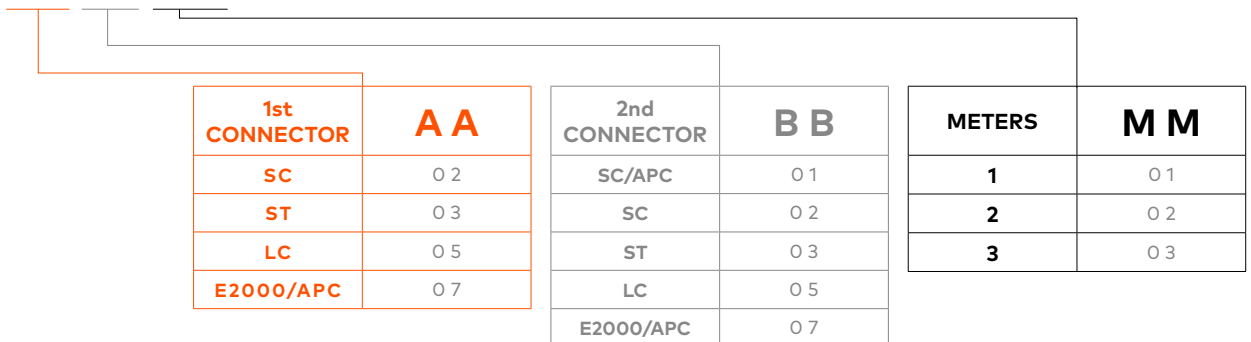 1st CONNECTOR A A
SC 0 2
ST 0 3
LC 0 5
E2000/APC 0 7
2nd CONNECTOR B B
SC/APC 0 1
SC 0 2
ST 0 3
LC 0 5
E2000/APC 0 7
METERS M M
1 0 1
2 0 2
3 0 3